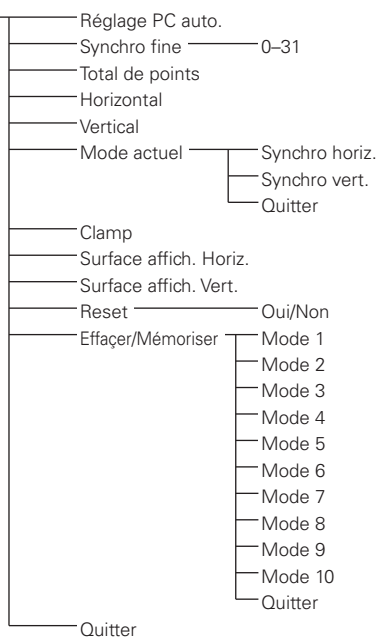 Réglage PC auto.
Synchro fine 0–31
Total de points
Horizontal
Vertical
Mode actuel Synchro horiz.
Synchro vert.
Quitter
Clamp
Surface affich. Horiz.
Surface affich. Vert.
Reset Oui/Non
Effaçer/Mémoriser Mode 1
Mode 2
Mode 3
Mode 4
Mode 5
Mode 6
Mode 7
Mode 8
Mode 9
Mode 10
Quitter
Quitter